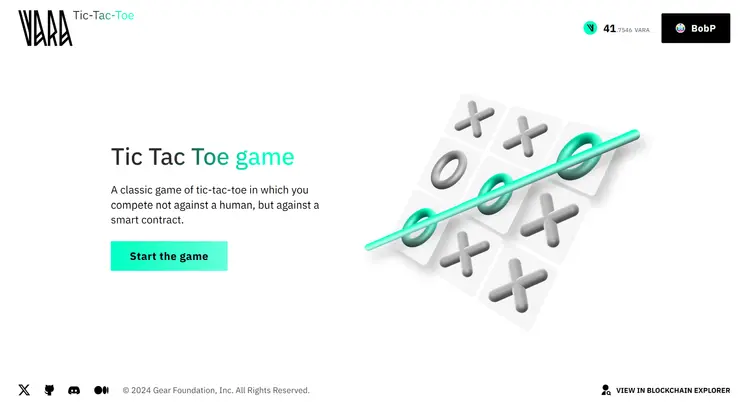 VARA
Tic-Tac-Toe
41.7546 VARA
BobP
Tic Tac Toe game
A classic game of tic-tac-toe in which you
compete not against a human, but against a
smart contract.
Start the game
© 2024 Gear Foundation, Inc. All Rights Reserved.
VIEW IN BLOCKCHAIN EXPLORER